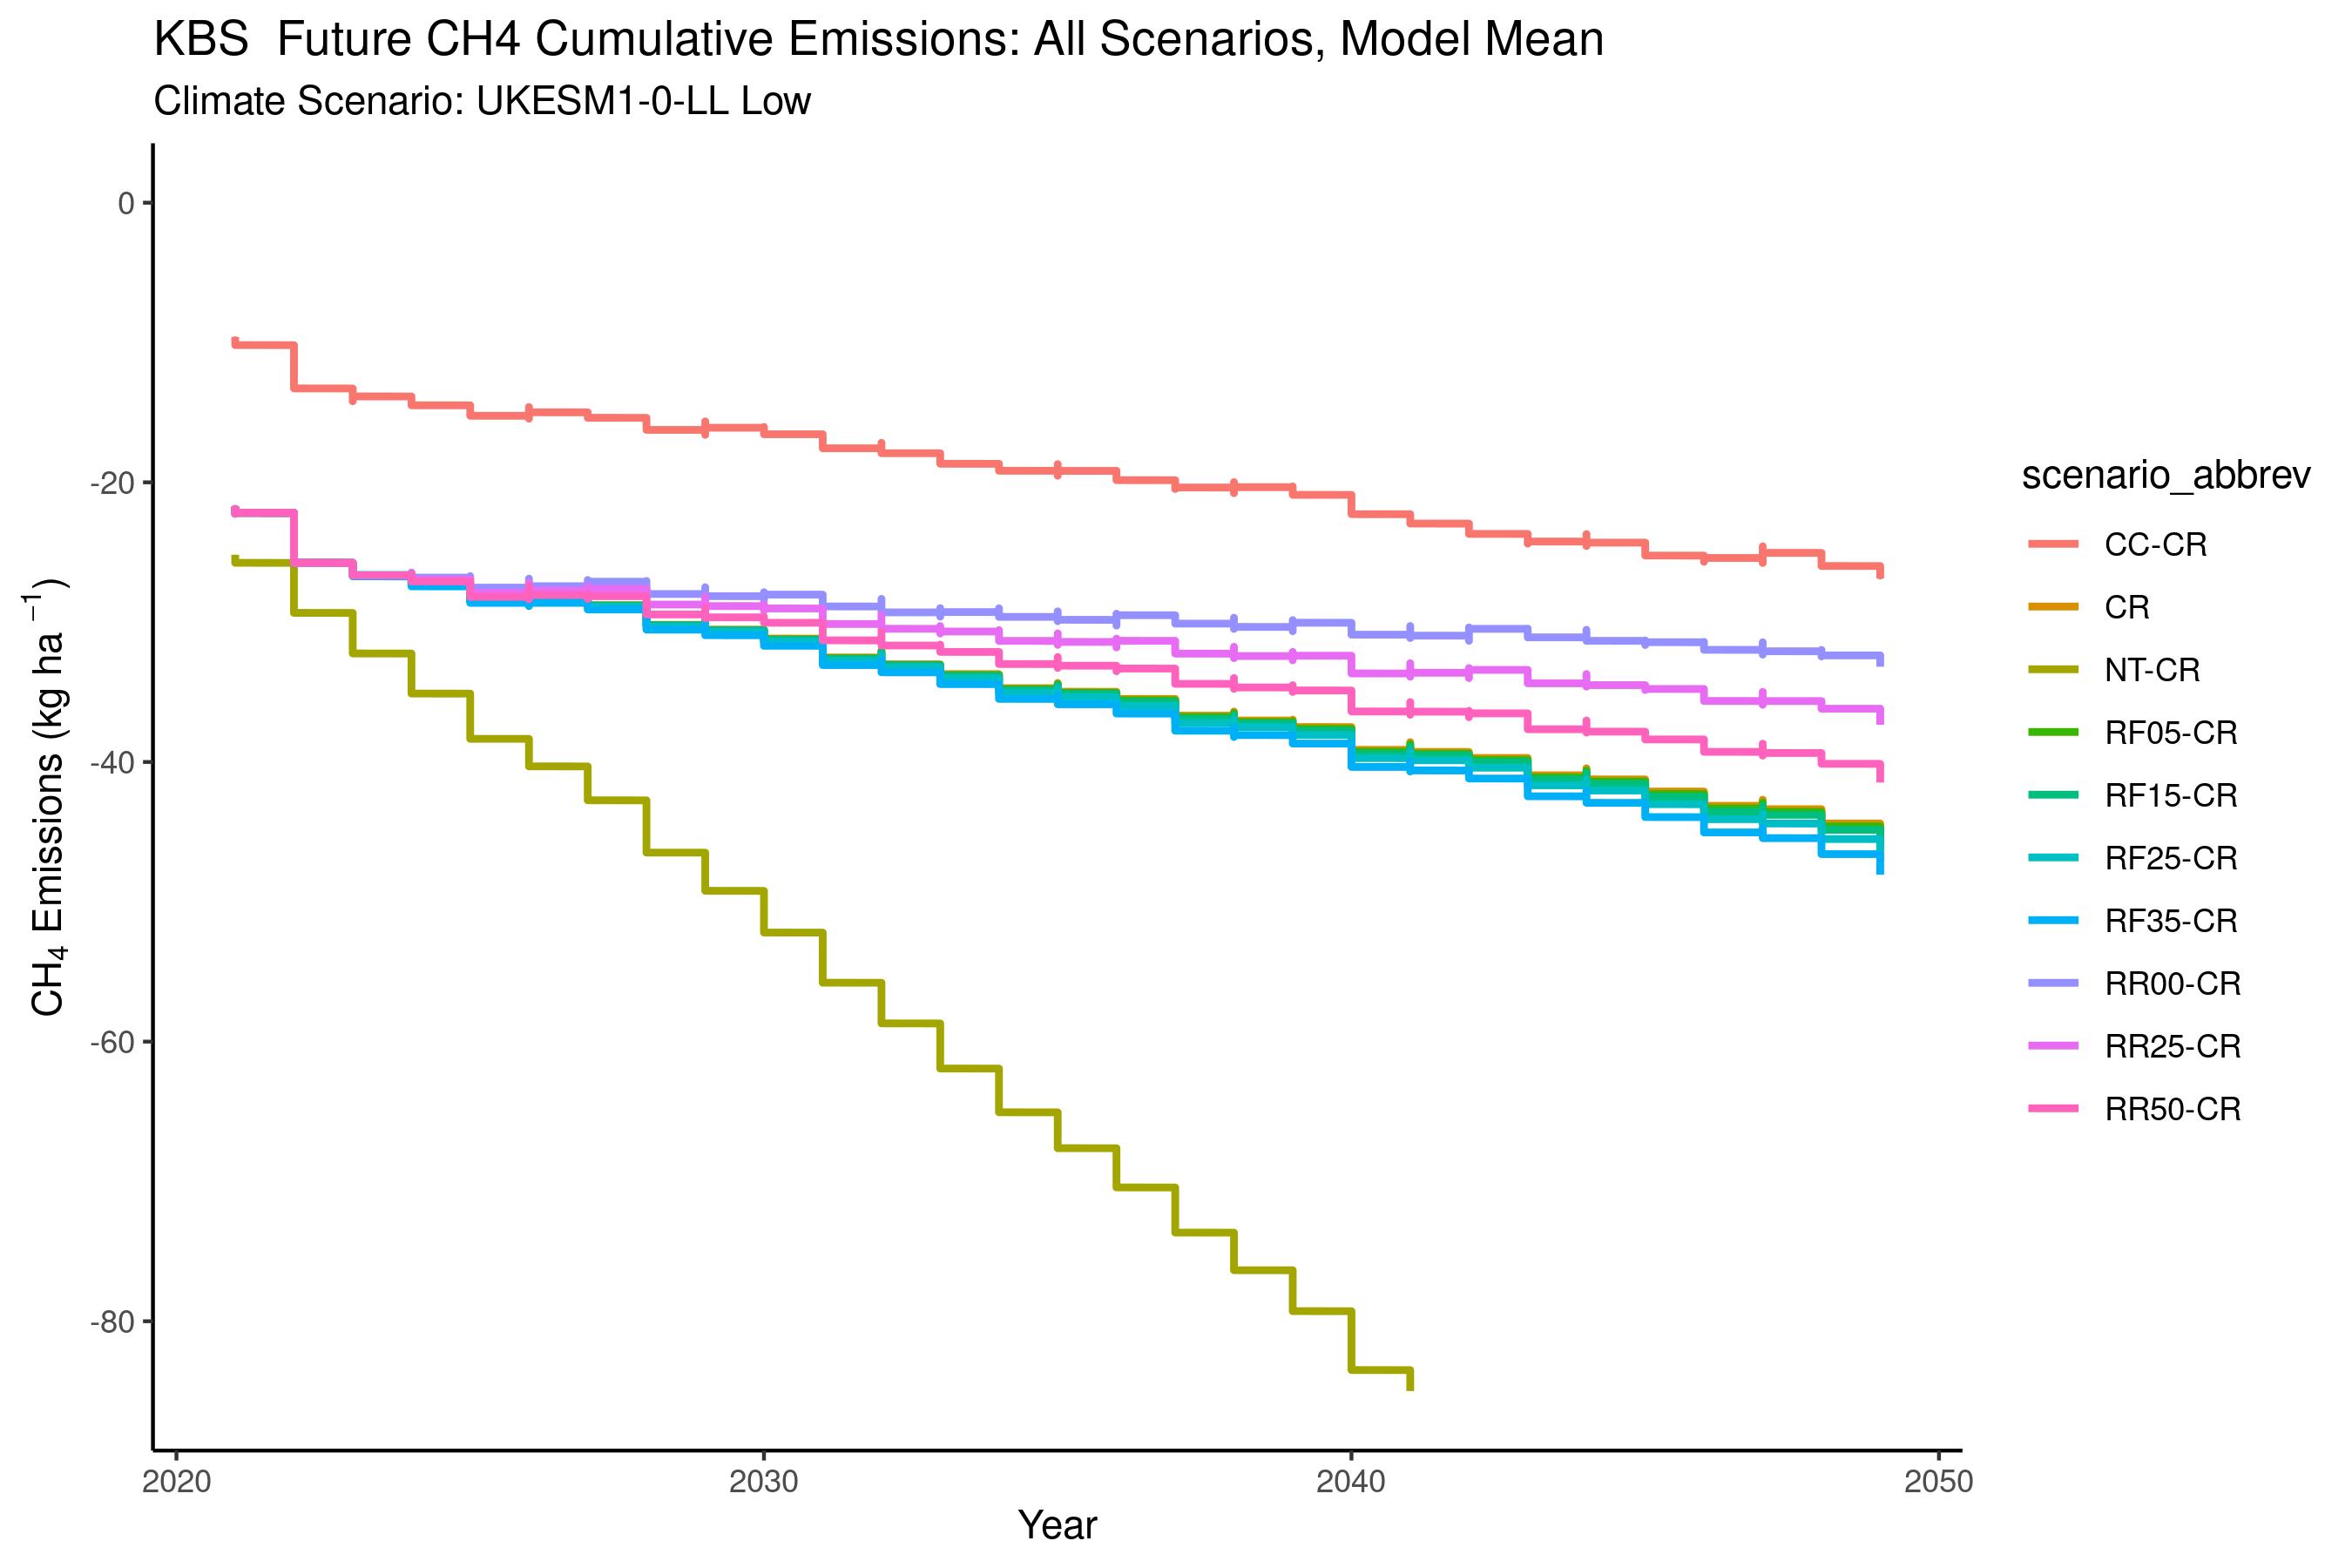 KBS  Future CH4 Cumulative Emissions: All Scenarios, Model Mean
Climate Scenario: UKESM1-0-LL Low
CH₄ Emissions (kg ha⁻¹)
0
-20
-40
-60
-80
2020
2030
2040
2050
Year
scenario_abbrev
CC-CR
CR
NT-CR
RF05-CR
RF15-CR
RF25-CR
RF35-CR
RR00-CR
RR25-CR
RR50-CR